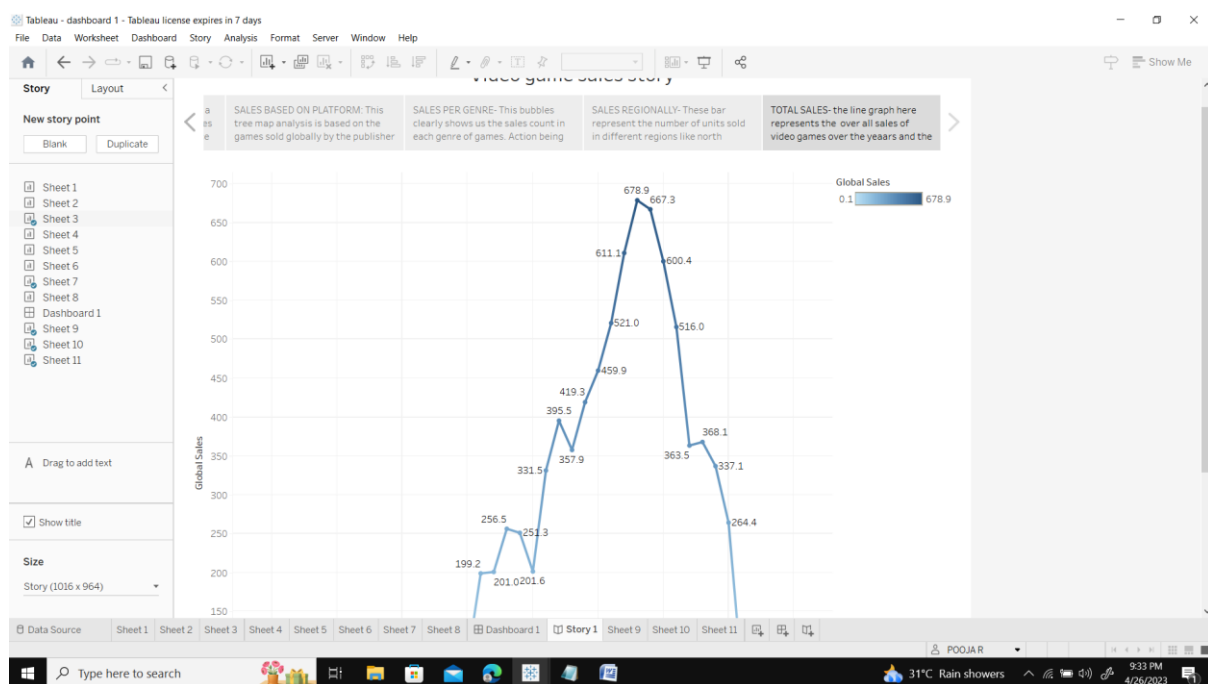 Tableau - dashboard 1 - Tableau license expires in 7 days
File Data Worksheet Dashboard Story Analysis Format Server Window Help
Show Me
Story Layout
New story point
Blank Duplicate
Sheet 1
Sheet 2
Sheet 3
Sheet 4
Sheet 5
Sheet 6
Sheet 7
Sheet 8
Dashboard 1
Sheet 9
Sheet 10
Sheet 11
A Drag to add text
Show title
Size
Story (1016 x 964)
Video game sales story
a
es
e
SALES BASED ON PLATFORM: This
tree map analysis is based on the
games sold globally by the publisher
SALES PER GENRE- This bubbles
clearly shows us the sales count in
each genre of games. Action being
SALES REGIONALLY- These bar
represent the number of units sold
in different regions like north
TOTAL SALES- the line graph here
represents the over all sales of
video games over the yeaars and the
Global Sales
0.1 678.9
Global Sales
700
650
600
550
500
450
400
350
300
250
200
150
199.2
201.0
256.5
251.3
201.6
331.5
395.5
357.9
419.3
459.9
521.0
611.1
678.9
667.3
600.4
516.0
363.5
368.1
337.1
264.4
Data Source Sheet 1 Sheet 2 Sheet 3 Sheet 4 Sheet 5 Sheet 6 Sheet 7 Sheet 8 Dashboard 1 Story 1 Sheet 9 Sheet 10 Sheet 11
POOJA R
Type here to search
31°C Rain showers
9:33 PM
4/26/2023